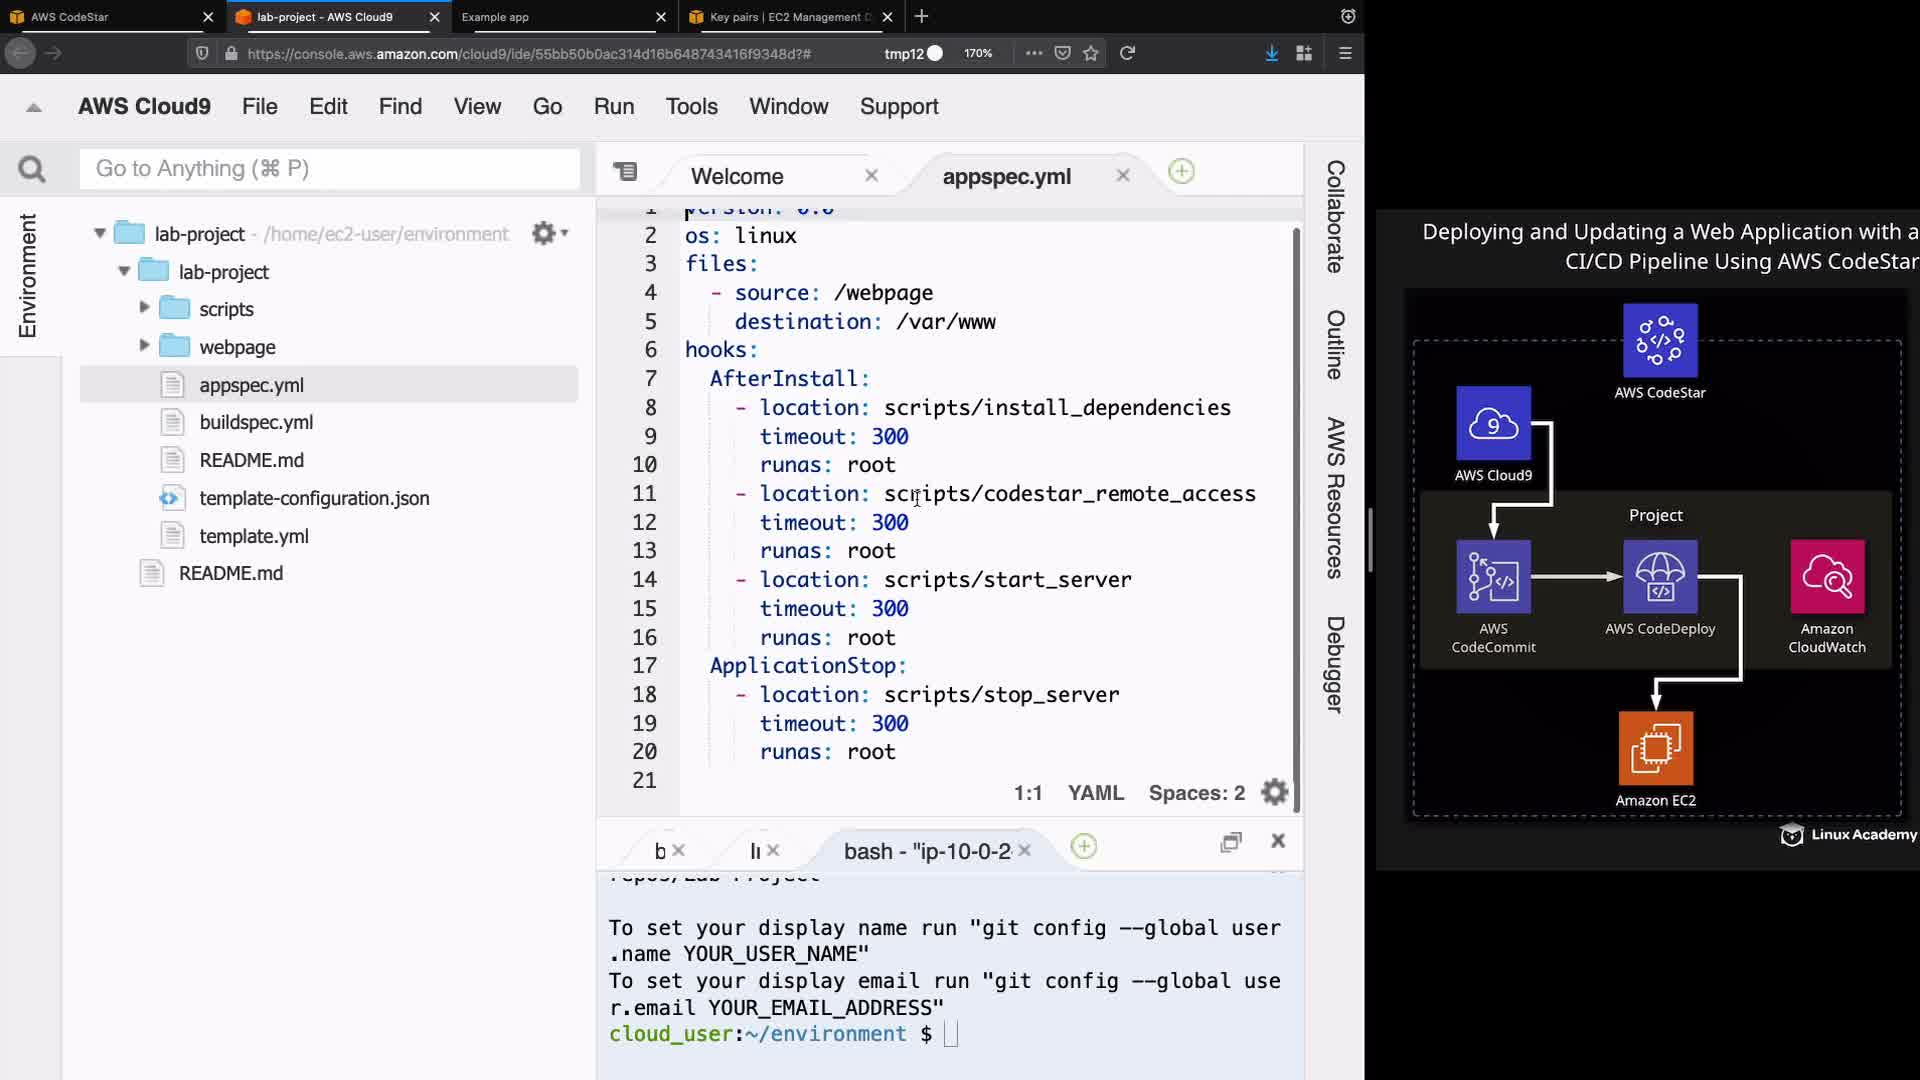 AWS CodeStar
lab-project - AWS Cloud9
Example app
Key pairs | EC2 Management
https://console.aws.amazon.com/cloud9/ide/55bb50b0ac314d16b648743416f9348d?#
tmp12
170%
AWS Cloud9 File Edit Find View Go Run Tools Window Support
Go to Anything (⌘ P)
Environment
lab-project - /home/ec2-user/environment
lab-project
scripts
webpage
appspec.yml
buildspec.yml
README.md
template-configuration.json
template.yml
README.md
Welcome
appspec.yml
1 version: 0.0
2 os: linux
3 files:
4 - source: /webpage
5 destination: /var/www
6 hooks:
7 AfterInstall:
8 - location: scripts/install_dependencies
9 timeout: 300
10 runas: root
11 - location: scripts/codestar_remote_access
12 timeout: 300
13 runas: root
14 - location: scripts/start_server
15 timeout: 300
16 runas: root
17 ApplicationStop:
18 - location: scripts/stop_server
19 timeout: 300
20 runas: root
21
1:1 YAML Spaces: 2
b
bash - "ip-10-0-2
To set your display name run "git config --global user
.name YOUR_USER_NAME"
To set your display email run "git config --global use
r.email YOUR_EMAIL_ADDRESS"
cloud_user:~/environment $
Collaborate
Outline
AWS Resources
Debugger
Deploying and Updating a Web Application with a
CI/CD Pipeline Using AWS CodeStar
AWS CodeStar
9
AWS Cloud9
Project
AWS
CodeCommit
AWS CodeDeploy
Amazon
CloudWatch
Amazon EC2
Linux Academy